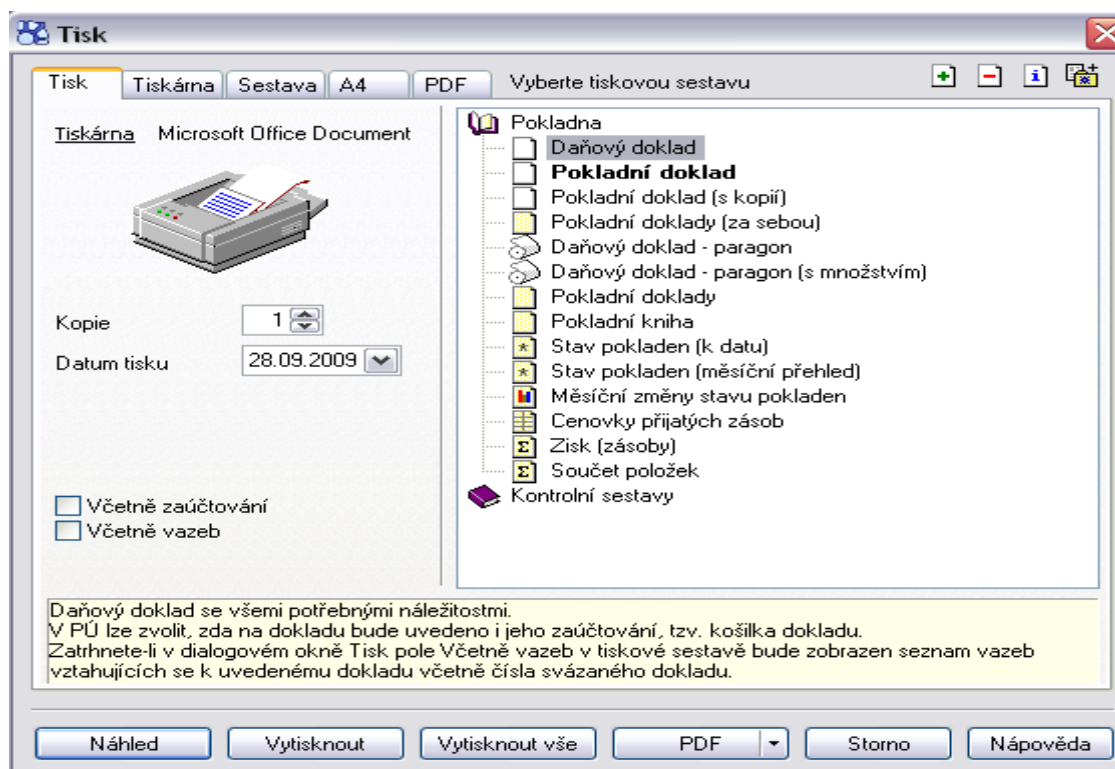 Tisk
Tisk Tiskárna Sestava A4 PDF Vyberte tiskovou sestavu
Tiskárna Microsoft Office Document
Kopie 1
Datum tisku 28.09.2009
Včetně zaúčtování
Včetně vazeb
Pokladna
Daňový doklad
Pokladní doklad
Pokladní doklad (s kopií)
Pokladní doklady (za sebou)
Daňový doklad - paragon
Daňový doklad - paragon (s množstvím)
Pokladní doklady
Pokladní kniha
Stav pokladen (k datu)
Stav pokladen (měsíční přehled)
Měsíční změny stavu pokladen
Cenovky přijatých zásob
Zisk (zásoby)
Součet položek
Kontrolní sestavy
Daňový doklad se všemi potřebnými náležitostmi.
V PÚ lze zvolit, zda na dokladu bude uvedeno i jeho zaúčtování, tzv. košilka dokladu.
Zatrhnete-li v dialogovém okně Tisk pole Včetně vazeb v tiskové sestavě bude zobrazen seznam vazeb
vztahujících se k uvedenému dokladu včetně čísla svázaného dokladu.
Náhled Vytisknout Vytisknout vše PDF Storno Nápověda